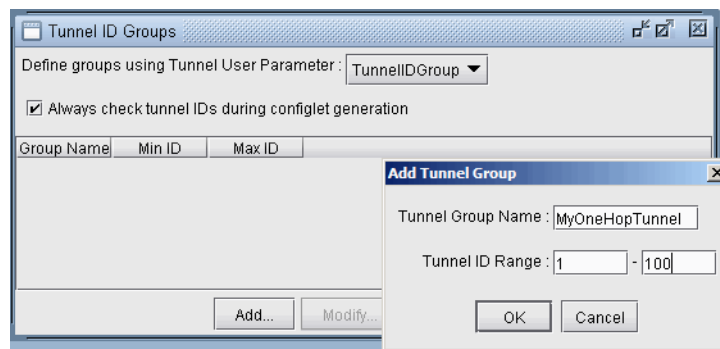 Tunnel ID Groups
Define groups using Tunnel User Parameter : TunnelIDGroup
Always check tunnel IDs during configlet generation
Group Name Min ID Max ID
Add Tunnel Group
Tunnel Group Name : MyOneHopTunnel
Tunnel ID Range : 1 - 100
Add... Modify...
OK Cancel